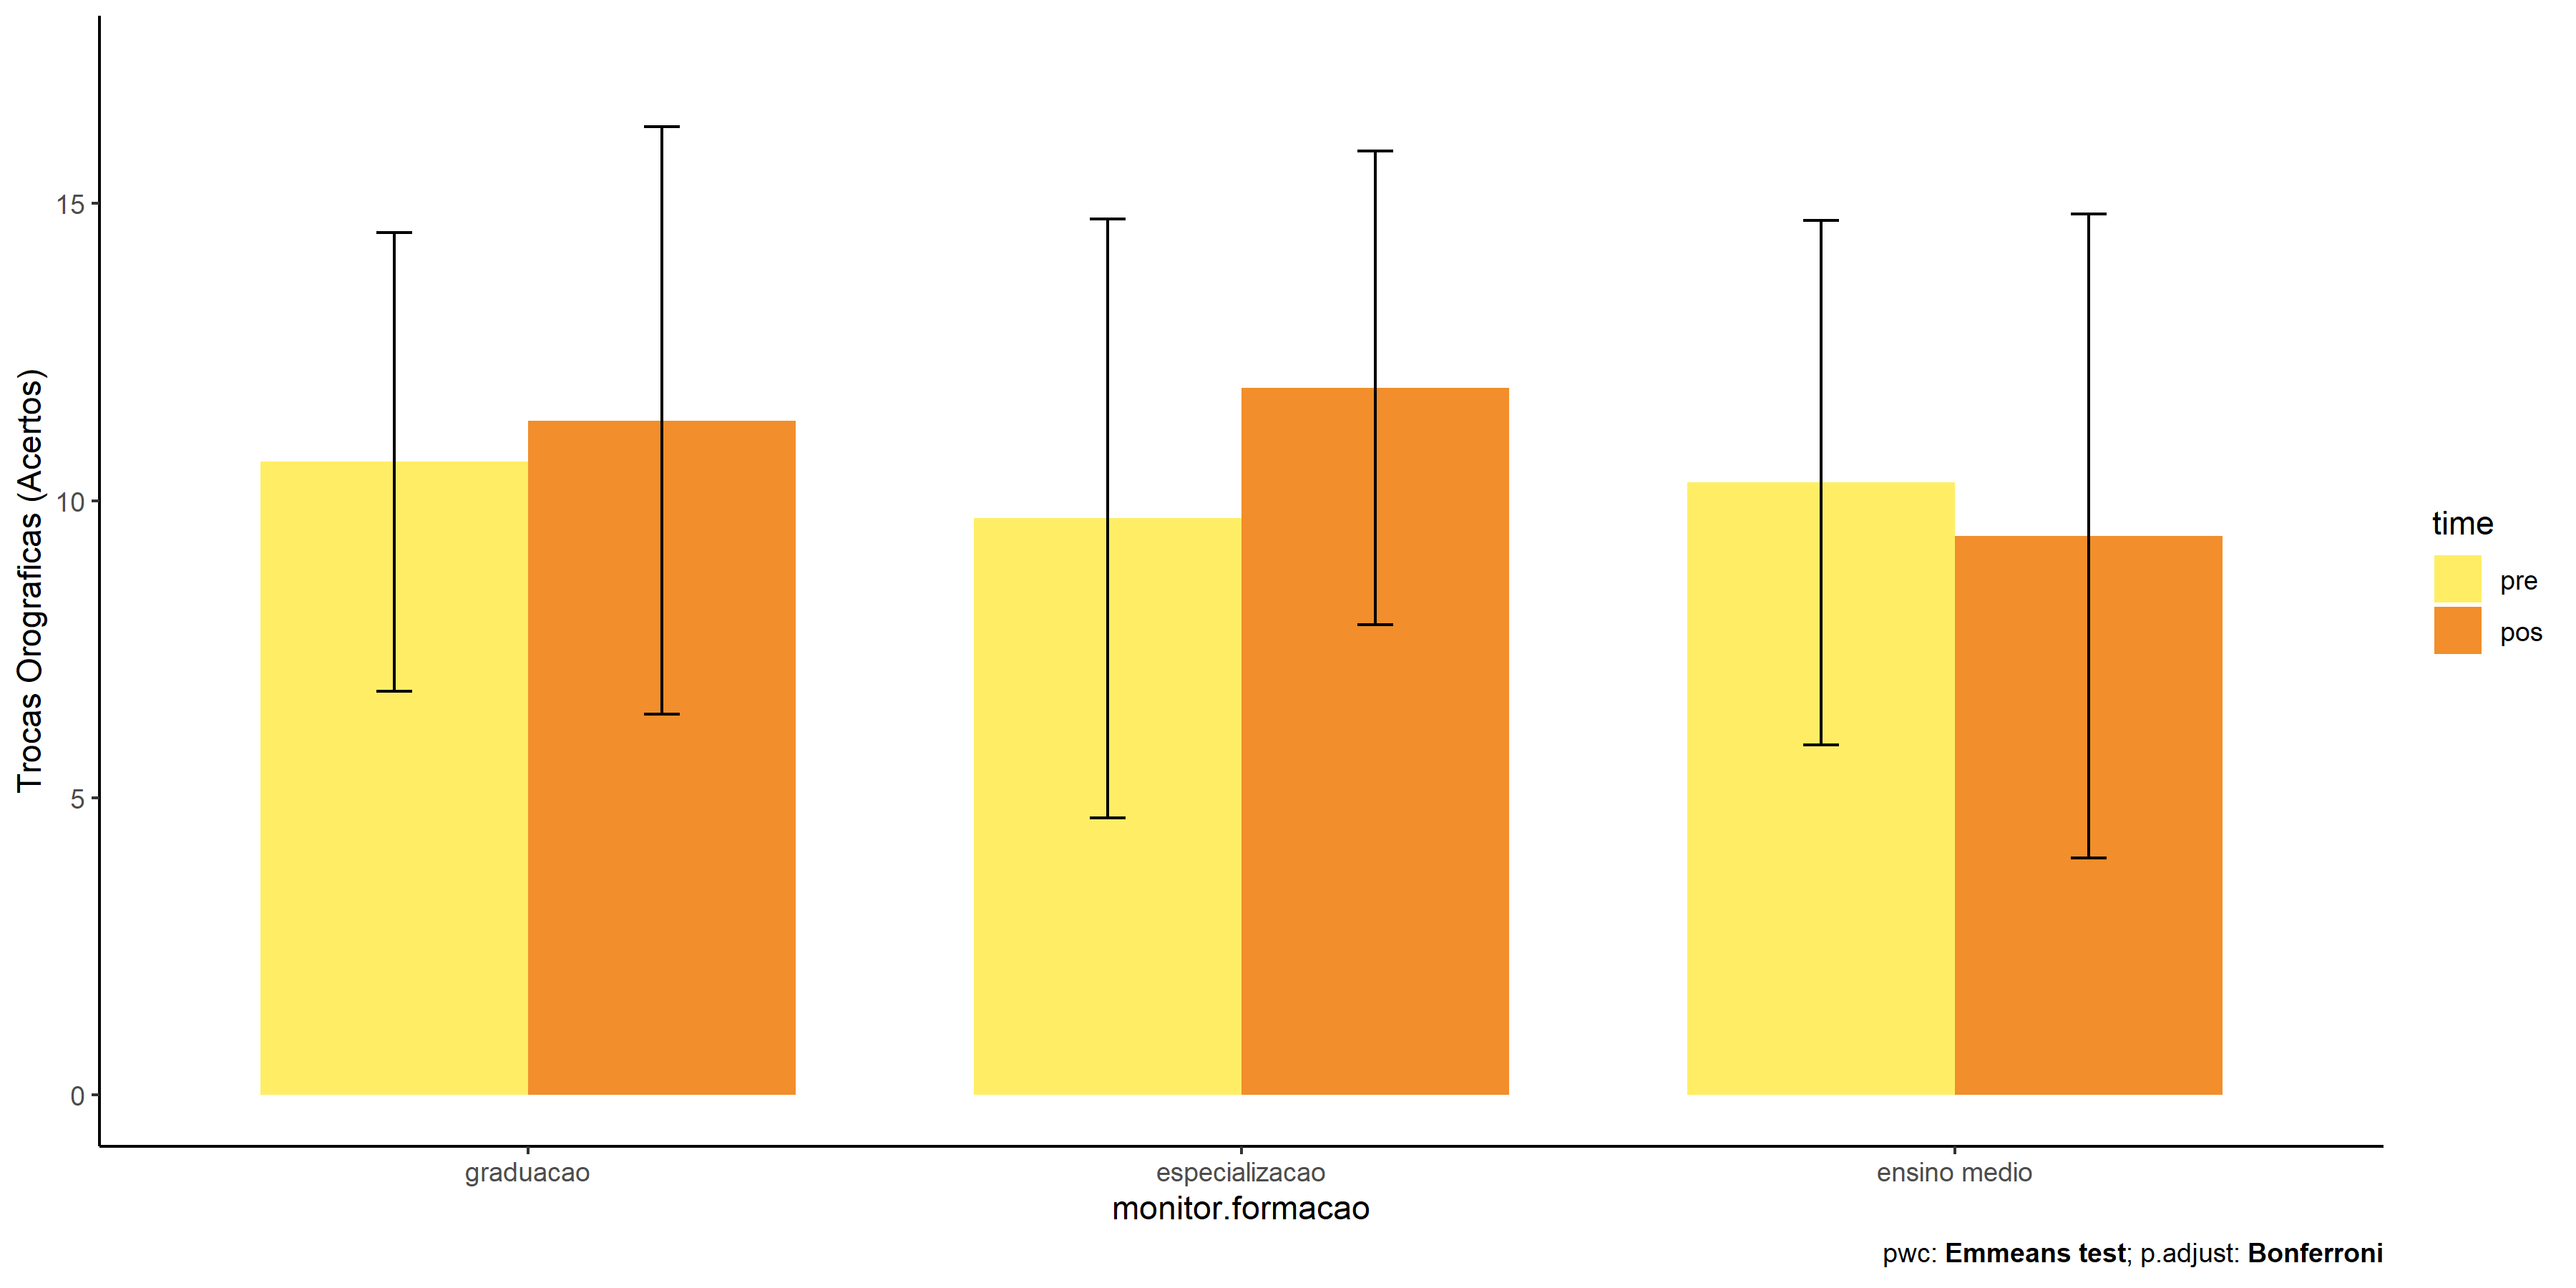 Trocas Orograficas (Acertos)
15
10
5
0
graduacao
especializacao
ensino medio
monitor.formacao
time
pre
pos
pwc: Emmeans test; p.adjust: Bonferroni